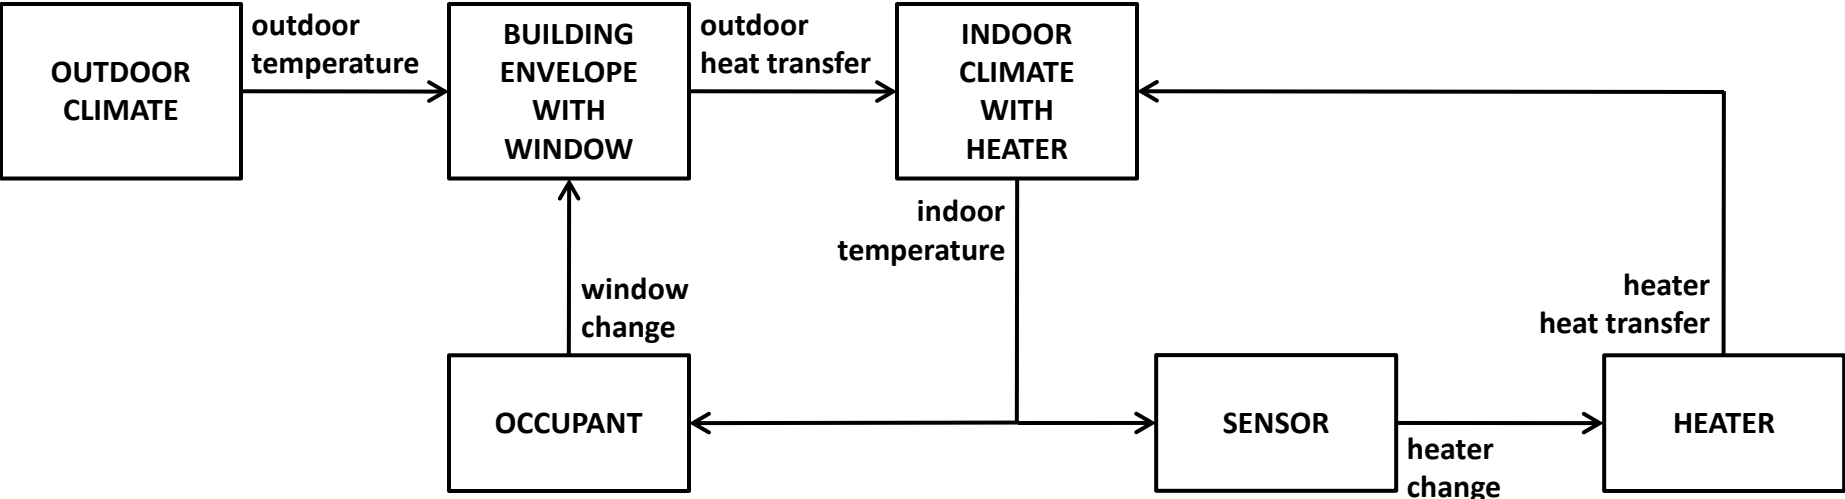 OUTDOOR
CLIMATE
outdoor
temperature
BUILDING
ENVELOPE
WITH
WINDOW
outdoor
heat transfer
INDOOR
CLIMATE
WITH
HEATER
indoor
temperature
window
change
heater
heat transfer
OCCUPANT
SENSOR
heater
change
HEATER